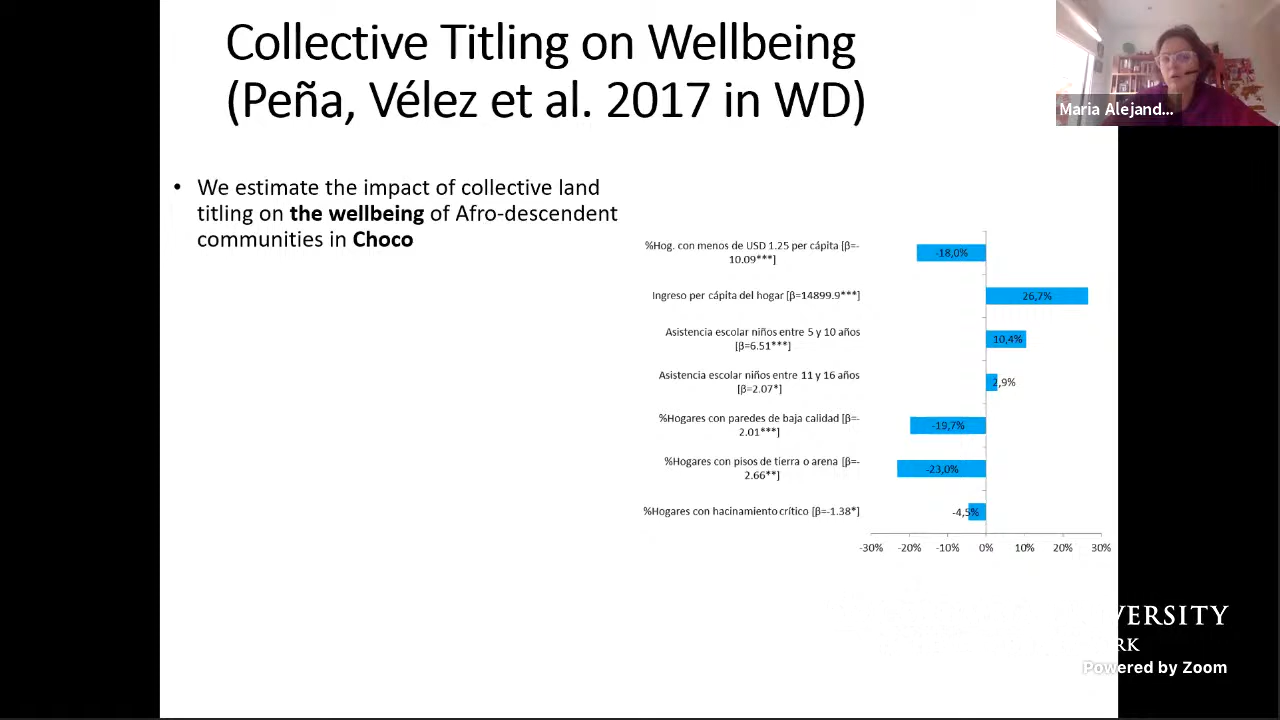 Collective Titling on Wellbeing
(Peña, Vélez et al. 2017 in WD)
Maria Alejand...
• We estimate the impact of collective land
titling on the wellbeing of Afro-descendent
communities in Choco
%Hog. con menos de USD 1.25 per cápita [β=-
10.09***]
-18,0%
Ingreso per cápita del hogar [β=14899.9***]
26,7%
Asistencia escolar niños entre 5 y 10 años
[β=6.51***]
10,4%
Asistencia escolar niños entre 11 y 16 años
[β=2.07*]
2,9%
%Hogares con paredes de baja calidad [β=-
2.01***]
-19,7%
%Hogares con pisos de tierra o arena [β=-
2.66**]
-23,0%
%Hogares con hacinamiento crítico [β=-1.38*]
-4,5%
-30% -20% -10% 0% 10% 20% 30%
VERSITY
RK
Powered by Zoom